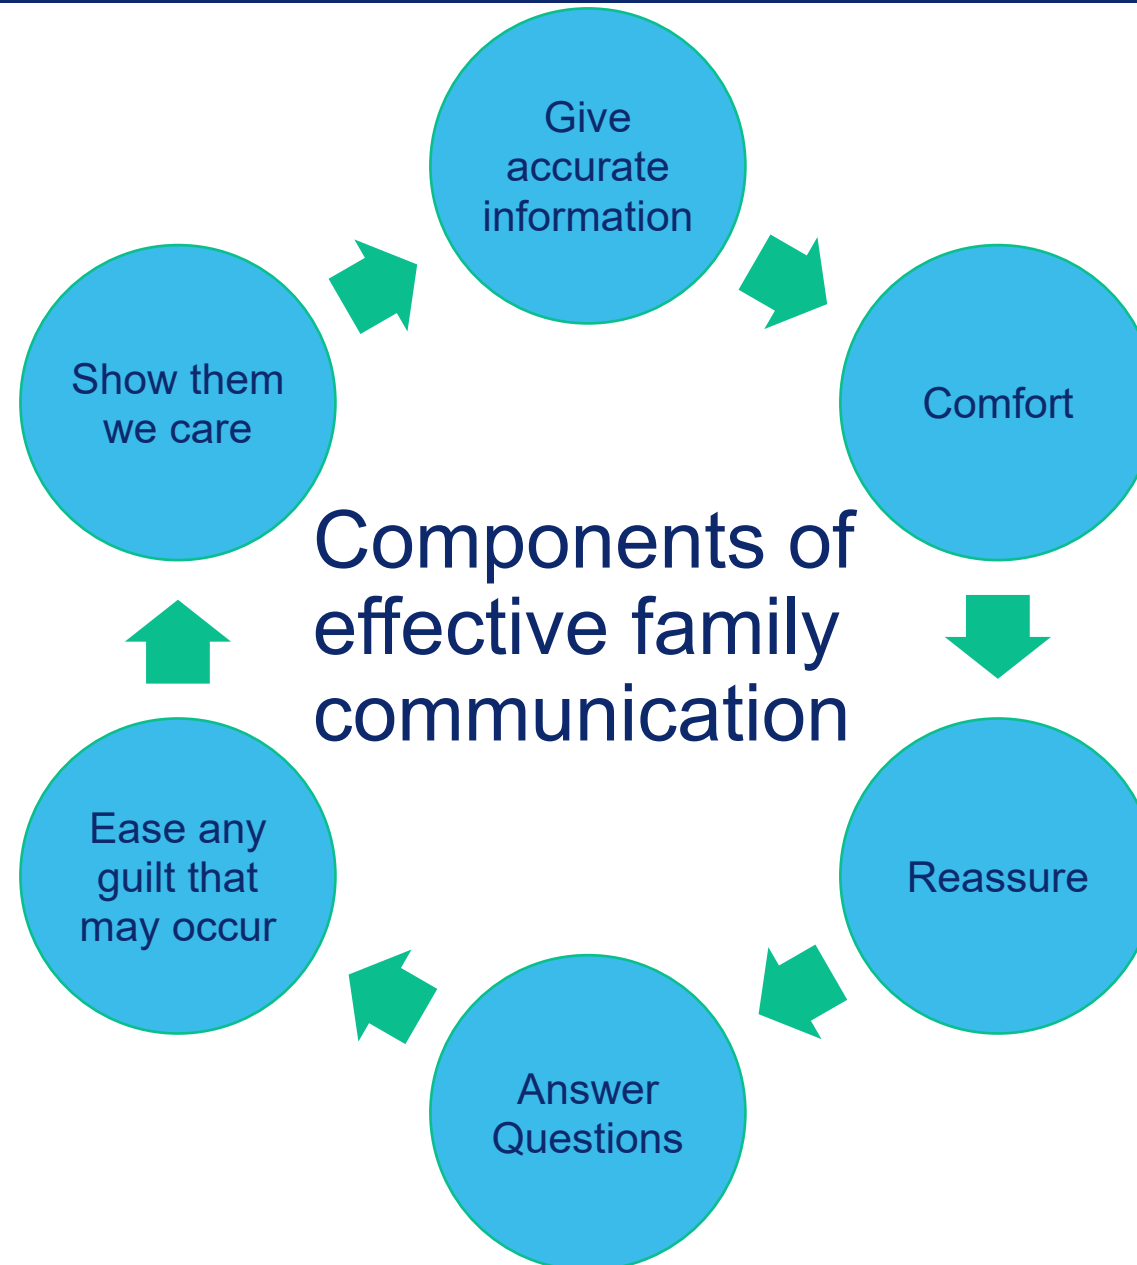 Give
accurate
information
Comfort
Reassure
Answer
Questions
Ease any
guilt that
may occur
Show them
we care
Components of
effective family
communication